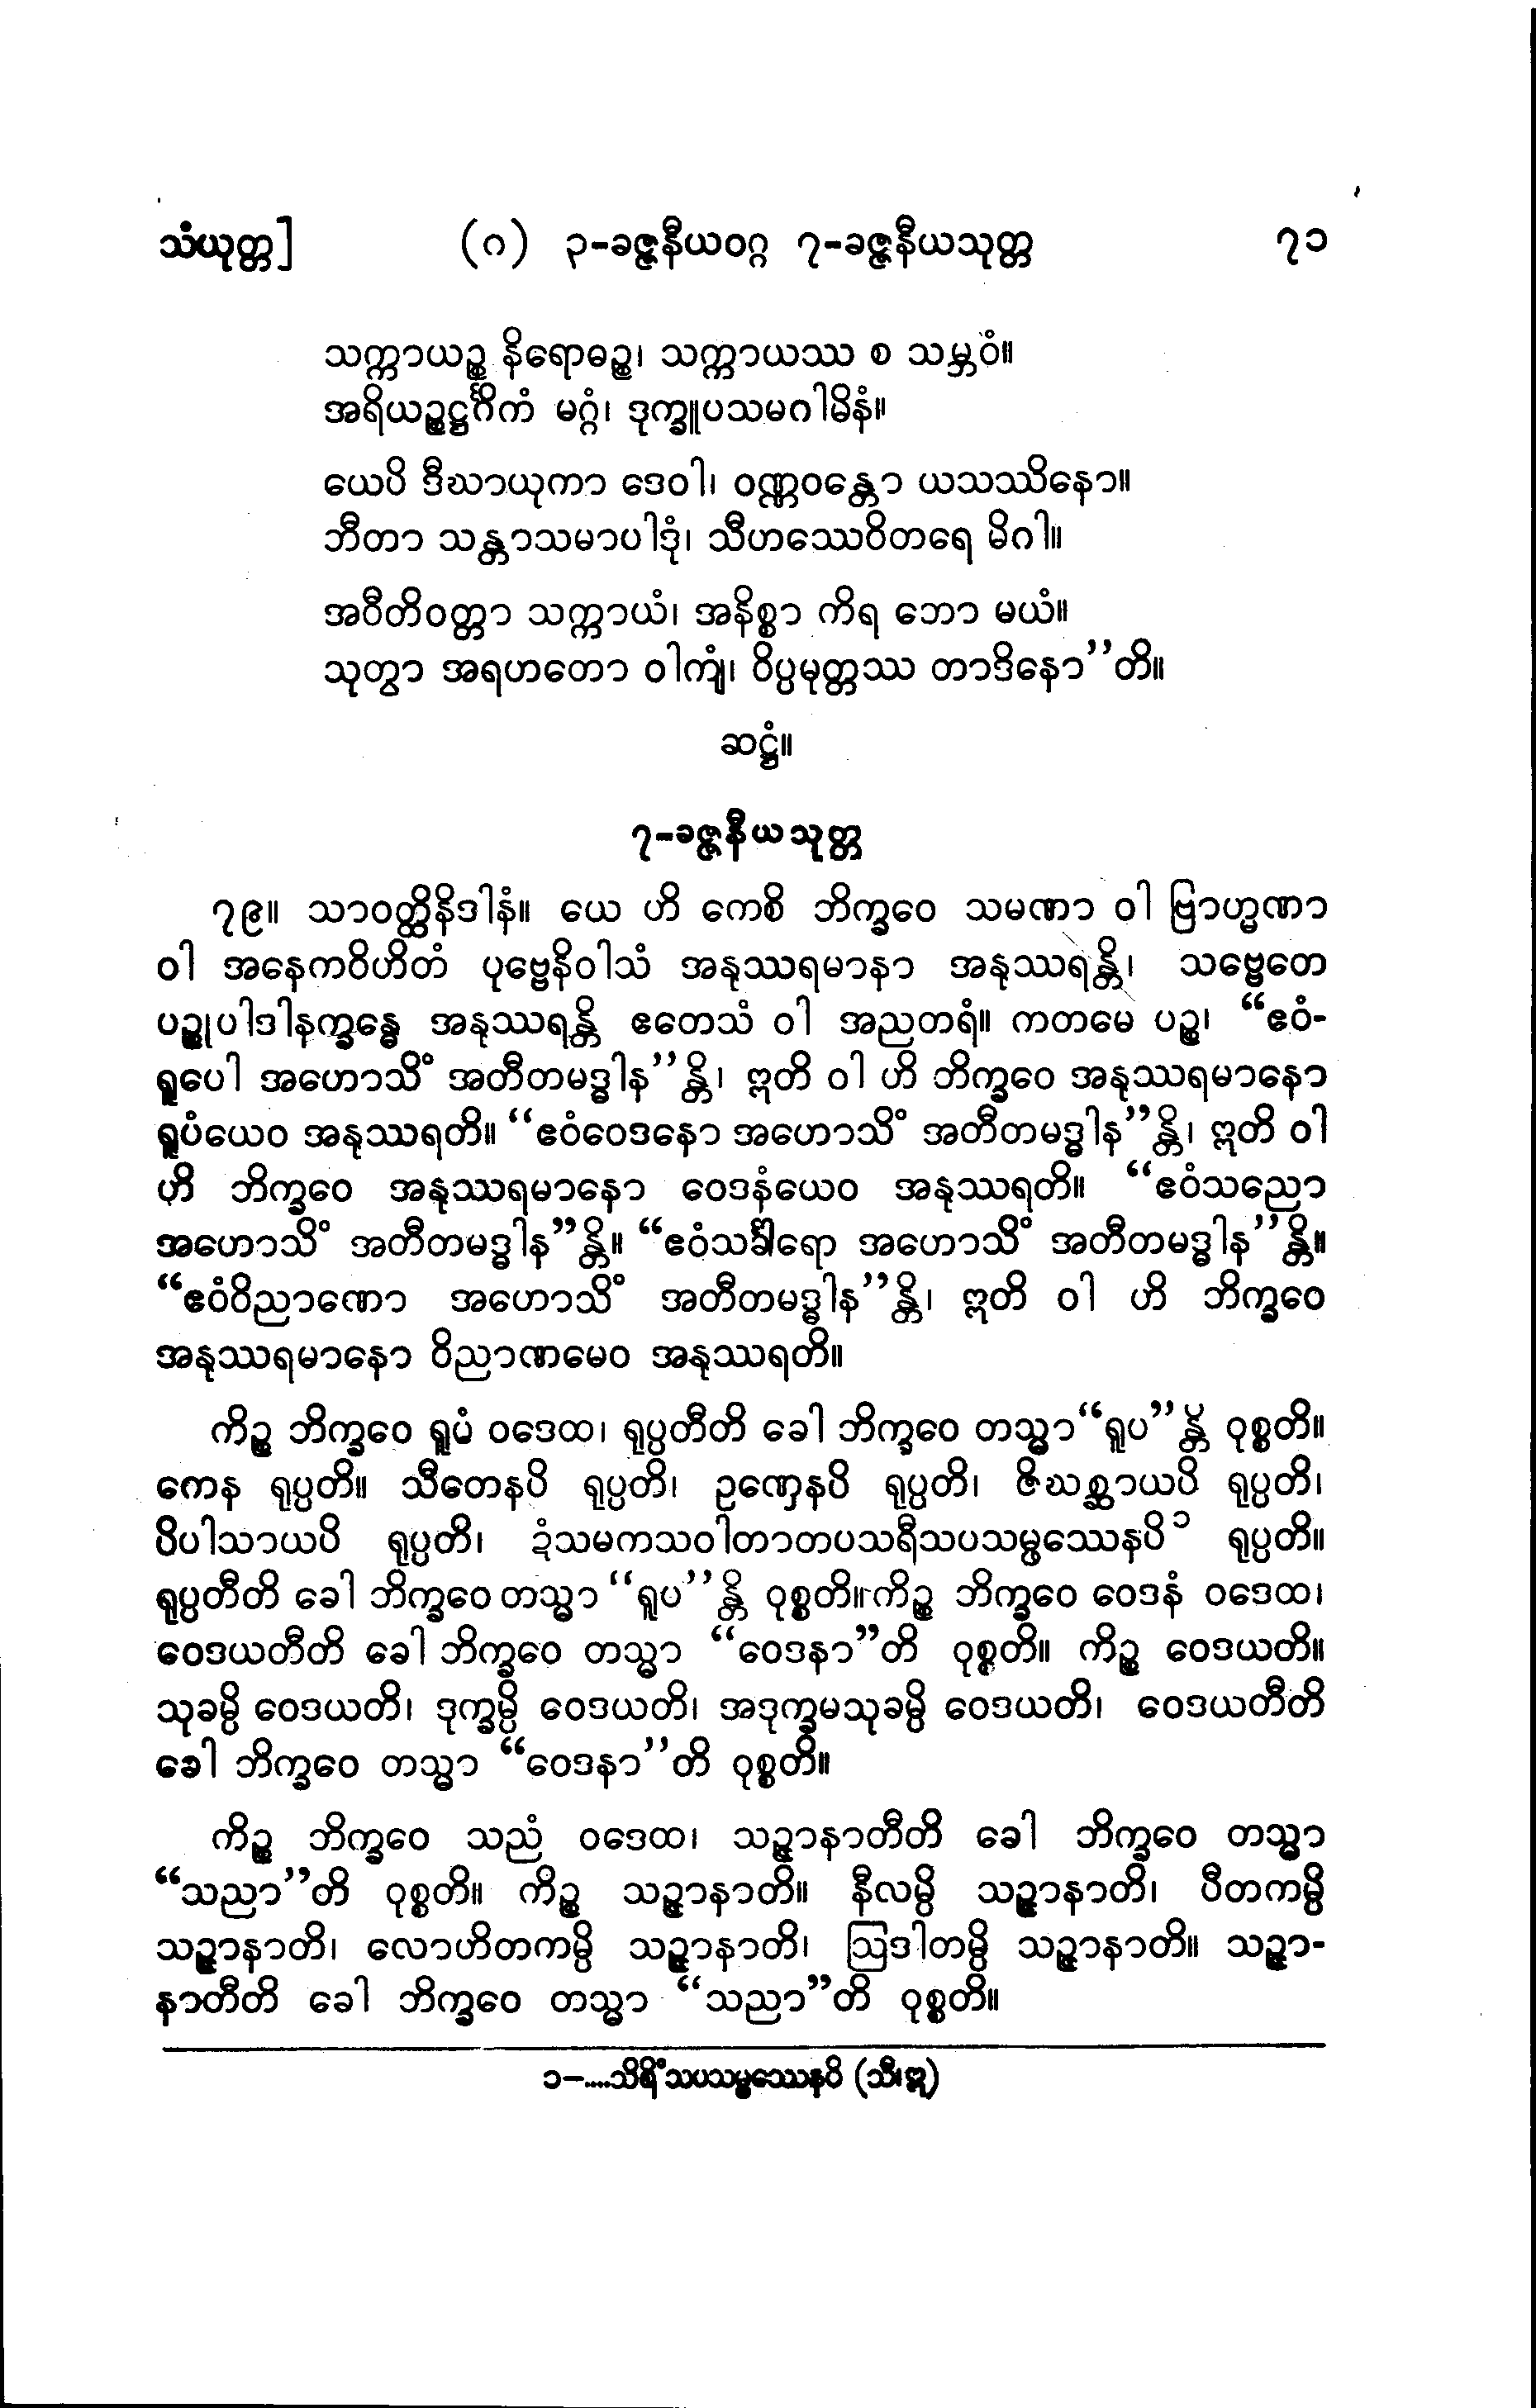 သံယုတ္တ] (ဂ) ၃-ခဇ္ဇနီယဝဂ္ဂ ၇-ခဇ္ဇနီယသုတ္တ ၇၁
သက္ကာယဉ္စ နိရောဓဉ္စ၊ သက္ကာယဿ စ သမ္ဘဝံ။
အရိယဉ္စဋ္ဌင်္ဂိကံ မဂ္ဂံ၊ ဒုက္ခူပသမဂါမိနံ။
ယေပိ ဒီဃာယုကာ ဒေဝါ၊ ဝဏ္ဏဝန္တော ယသဿိနော။
ဘီတာ သန္တာသမာပါဒုံ၊ သီဟဿေဝိတရေ မိဂါ။
အဝီတိဝတ္တာ သက္ကာယံ၊ အနိစ္စာ ကိရ ဘော မယံ။
သုတွာ အရဟတော ဝါကျံ၊ ဝိပ္ပမုတ္တဿ တာဒိနော”တိ။
ဆဋ္ဌံ။
၇-ခဇ္ဇနီယသုတ္တ
၇၉။ သာဝတ္ထိနိဒါနံ။ ယေ ဟိ ကေစိ ဘိက္ခဝေ သမဏာ ဝါ ဗြာဟ္မဏာ
ဝါ အနေကဝိဟိတံ ပုဗ္ဗေနိဝါသံ အနုဿရမာနာ အနုဿရန္တိ၊ သဗ္ဗေတေ
ပဉ္စုပါဒါနက္ခန္ဓေ အနုဿရန္တိ ဧတေသံ ဝါ အညတရံ။ ကတမေ ပဉ္စ၊ “ဧဝံ-
ရူပေါ အဟောသိံ အတီတမဒ္ဓါန”န္တိ၊ ဣတိ ဝါ ဟိ ဘိက္ခဝေ အနုဿရမာနော
ရူပံယေဝ အနုဿရတိ။ “ဧဝံဝေဒနော အဟောသိံ အတီတမဒ္ဓါန”န္တိ၊ ဣတိ ဝါ
ဟိ ဘိက္ခဝေ အနုဿရမာနော ဝေဒနံယေဝ အနုဿရတိ။ “ဧဝံသညော
အဟောသိံ အတီတမဒ္ဓါန”န္တိ။ “ဧဝံသင်္ခါရော အဟောသိံ အတီတမဒ္ဓါန”န္တိ။
“ဧဝံဝိညာဏော အဟောသိံ အတီတမဒ္ဓါန”န္တိ၊ ဣတိ ဝါ ဟိ ဘိက္ခဝေ
အနုဿရမာနော ဝိညာဏမေဝ အနုဿရတိ။
ကိဉ္စ ဘိက္ခဝေ ရူပံ ဝဒေထ၊ ရုပ္ပတီတိ ခေါ ဘိက္ခဝေ တသ္မာ“ရူပ”န္တိ ဝုစ္စတိ။
ကေန ရုပ္ပတိ။ သီတေနပိ ရုပ္ပတိ၊ ဥဏှေနပိ ရုပ္ပတိ၊ ဇိဃစ္ဆာယပိ ရုပ္ပတိ၊
ပိပါသာယပိ ရုပ္ပတိ၊ ဍံသမကသဝါတာတပသရီသပသမ္ဖဿေနပိ၁ ရုပ္ပတိ။
ရုပ္ပတီတိ ခေါ ဘိက္ခဝေ တသ္မာ “ရူပ”န္တိ ဝုစ္စတိ။ ကိဉ္စ ဘိက္ခဝေ ဝေဒနံ ဝဒေထ၊
ဝေဒယတီတိ ခေါ ဘိက္ခဝေ တသ္မာ “ဝေဒနာ”တိ ဝုစ္စတိ။ ကိဉ္စ ဝေဒယတိ။
သုခမ္ပိ ဝေဒယတိ၊ ဒုက္ခမ္ပိ ဝေဒယတိ၊ အဒုက္ခမသုခမ္ပိ ဝေဒယတိ၊ ဝေဒယတီတိ
ခေါ ဘိက္ခဝေ တသ္မာ “ဝေဒနာ”တိ ဝုစ္စတိ။
ကိဉ္စ ဘိက္ခဝေ သညံ ဝဒေထ၊ သဉ္ဇာနာတီတိ ခေါ ဘိက္ခဝေ တသ္မာ
“သညာ”တိ ဝုစ္စတိ။ ကိဉ္စ သဉ္ဇာနာတိ။ နီလမ္ပိ သဉ္ဇာနာတိ၊ ပီတကမ္ပိ
သဉ္ဇာနာတိ၊ လောဟိတကမ္ပိ သဉ္ဇာနာတိ၊ ဩဒါတမ္ပိ သဉ္ဇာနာတိ။ သဉ္ဇာ-
နာတီတိ ခေါ ဘိက္ခဝေ တသ္မာ “သညာ”တိ ဝုစ္စတိ။
၁-....သိရိံသပသမ္ဖဿေနပိ (သီ၊ဣ)